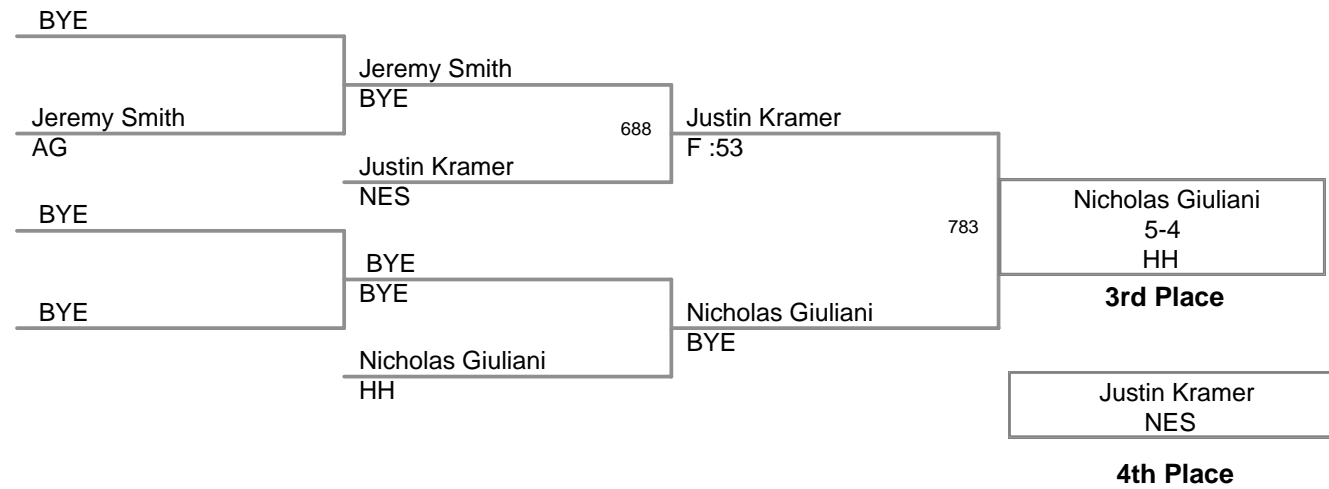 BYE
Jeremy Smith
BYE
Jeremy Smith
AG
688
Justin Kramer
F :53
Justin Kramer
NES
BYE
Nicholas Giuliani
5-4
HH
783
BYE
BYE
3rd Place
BYE
Nicholas Giuliani
BYE
Nicholas Giuliani
HH
Justin Kramer
NES
4th Place